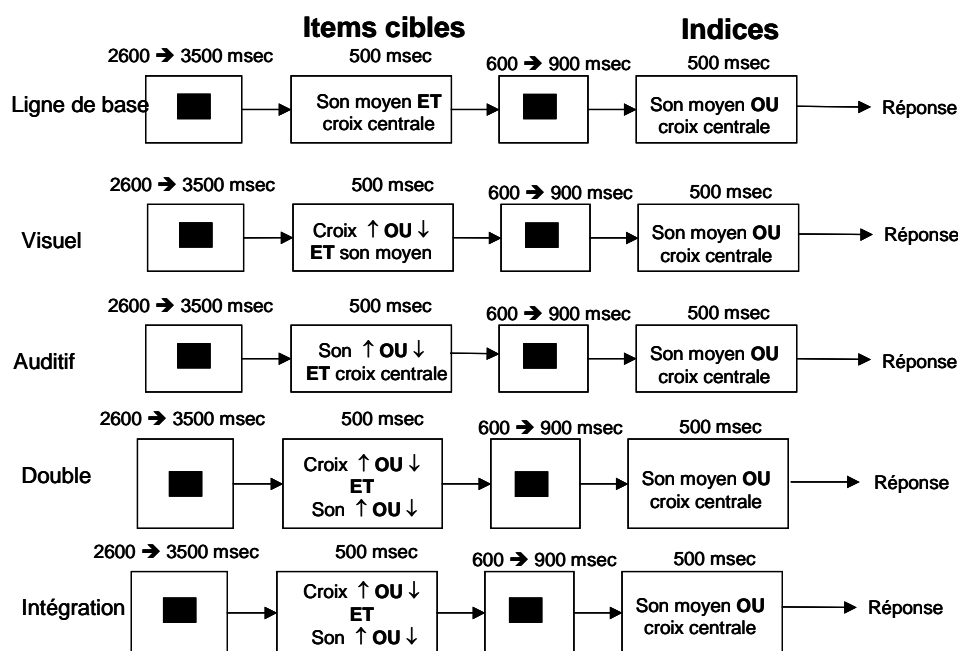 Items cibles
Indices
2600 ➔ 3500 msec
500 msec
600 ➔ 900 msec
500 msec
Ligne de base
Son moyen ET
croix centrale
Son moyen OU
croix centrale
Réponse
2600 ➔ 3500 msec
500 msec
600 ➔ 900 msec
500 msec
Visuel
Croix ↑ OU ↓
ET son moyen
Son moyen OU
croix centrale
Réponse
2600 ➔ 3500 msec
500 msec
600 ➔ 900 msec
500 msec
Auditif
Son ↑ OU ↓
ET croix centrale
Son moyen OU
croix centrale
Réponse
2600 ➔ 3500 msec
500 msec
600 ➔ 900 msec
500 msec
Double
Croix ↑ OU ↓
ET
Son ↑ OU ↓
Son moyen OU
croix centrale
Réponse
2600 ➔ 3500 msec
500 msec
600 ➔ 900 msec
500 msec
Intégration
Croix ↑ OU ↓
ET
Son ↑ OU ↓
Son moyen OU
croix centrale
Réponse